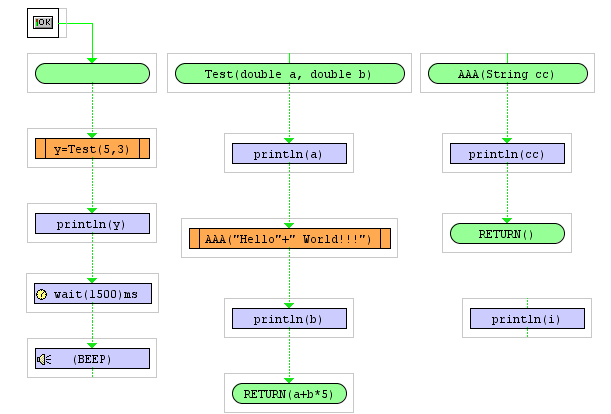 OK
y=Test(5,3)
println(y)
wait(1500)ms
(BEEP)
Test(double a, double b)
println(a)
AAA("Hello"+" World!!!")
println(b)
RETURN(a+b*5)
AAA(String cc)
println(cc)
RETURN()
println(i)